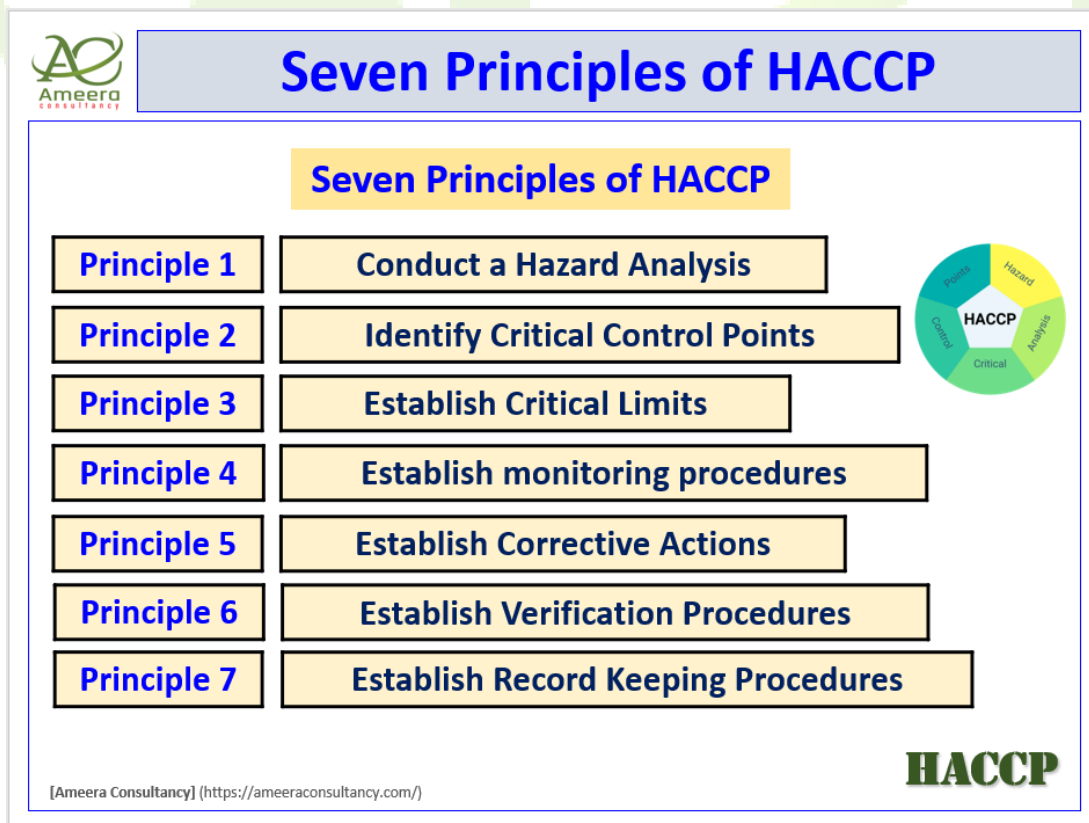 Ameera
consultancy
Seven Principles of HACCP
Seven Principles of HACCP
Principle 1 Conduct a Hazard Analysis
Principle 2 Identify Critical Control Points
Principle 3 Establish Critical Limits
Principle 4 Establish monitoring procedures
Principle 5 Establish Corrective Actions
Principle 6 Establish Verification Procedures
Principle 7 Establish Record Keeping Procedures
Hazard
Analysis
Critical
Control
Points
HACCP
HACCP
[Ameera Consultancy] (https://ameeraconsultancy.com/)